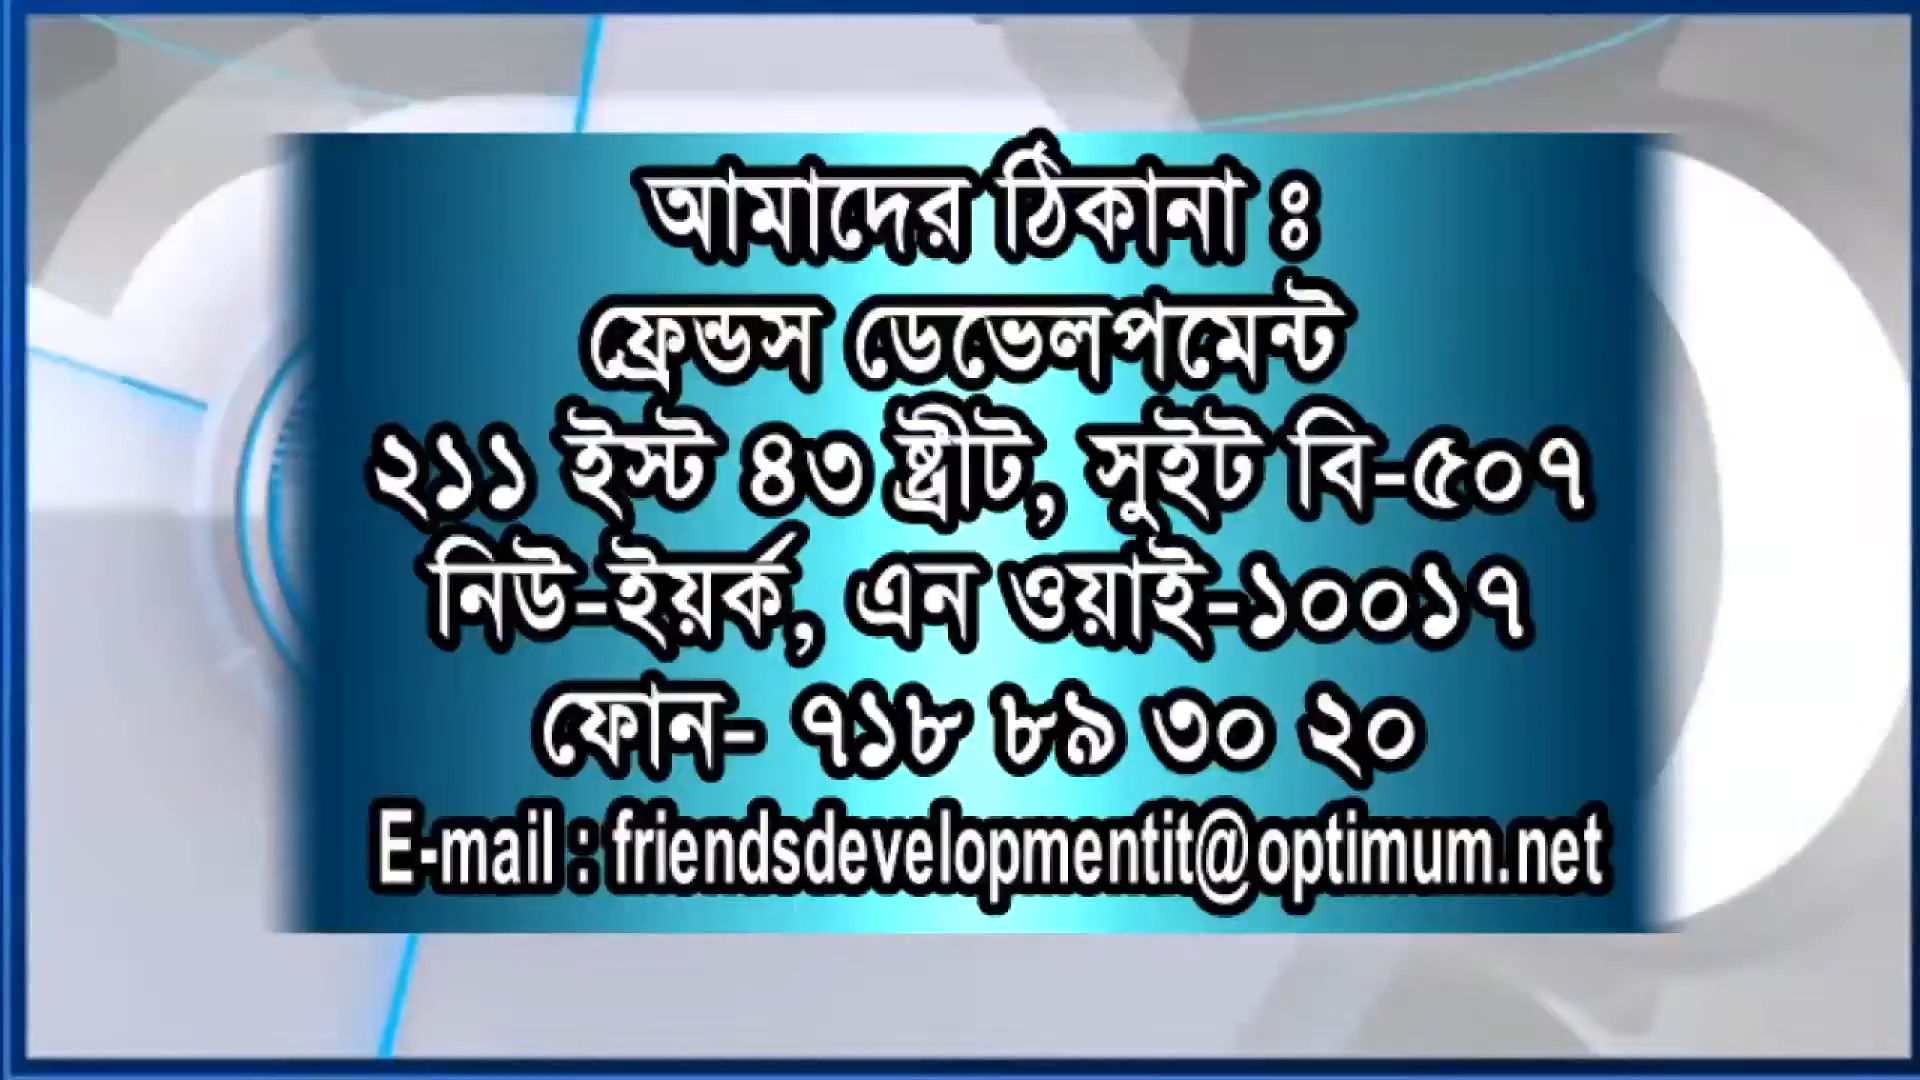 আমাদের ঠিকানা ঃ
ফ্রেন্ডস ডেভেলপমেন্ট
২১১ ইস্ট ৪৩ ষ্ট্রীট, সুইট বি-৫০৭
নিউ-ইয়র্ক, এন ওয়াই-১০০১৭
ফোন- ৭১৮ ৮৯ ৩০ ২০
E-mail : friendsdevelopmentit@optimum.net